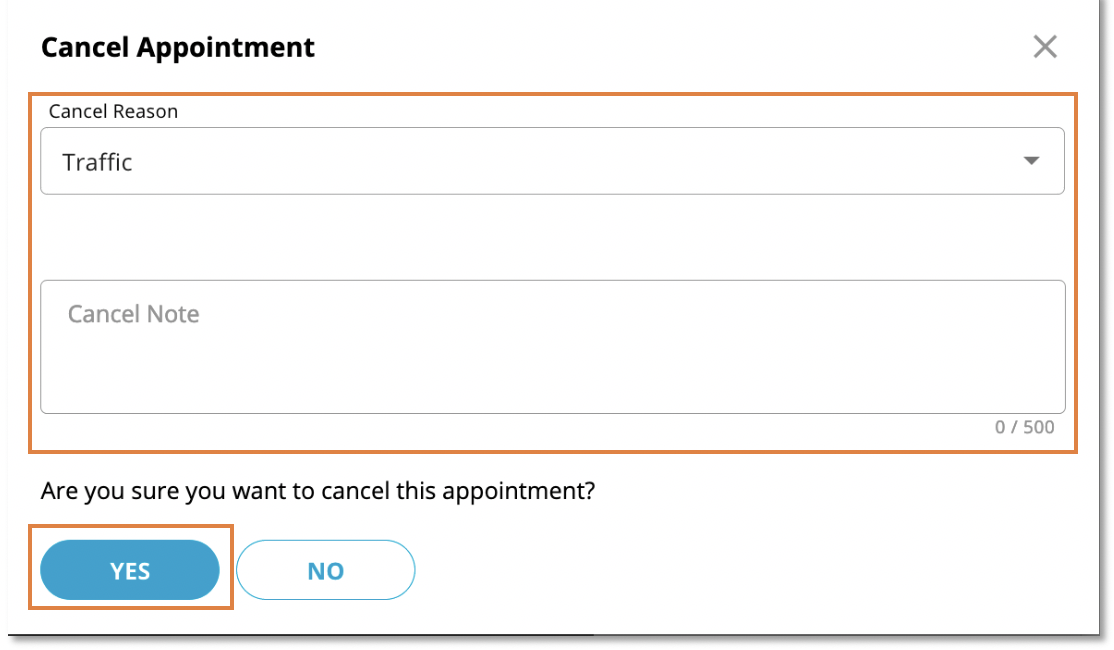 Cancel Appointment
Cancel Reason
Traffic
Cancel Note
0 / 500
Are you sure you want to cancel this appointment?
YES
NO